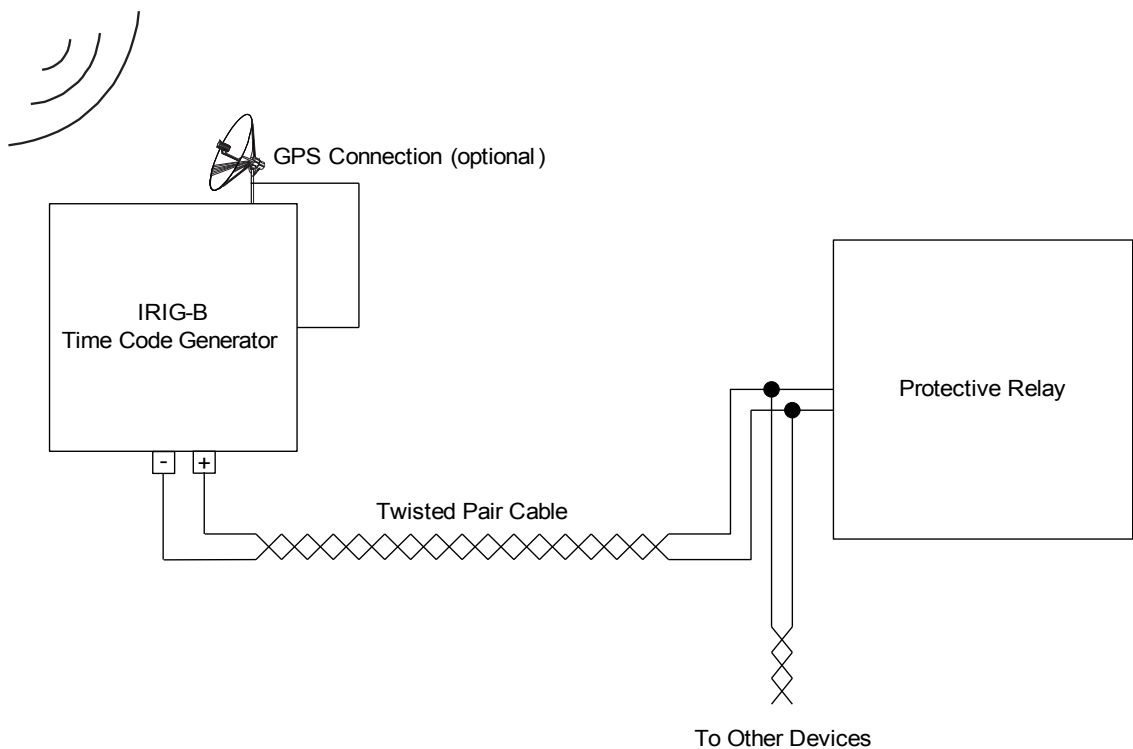 GPS Connection (optional)
IRIG-B
Time Code Generator
Protective Relay
- +
Twisted Pair Cable
To Other Devices